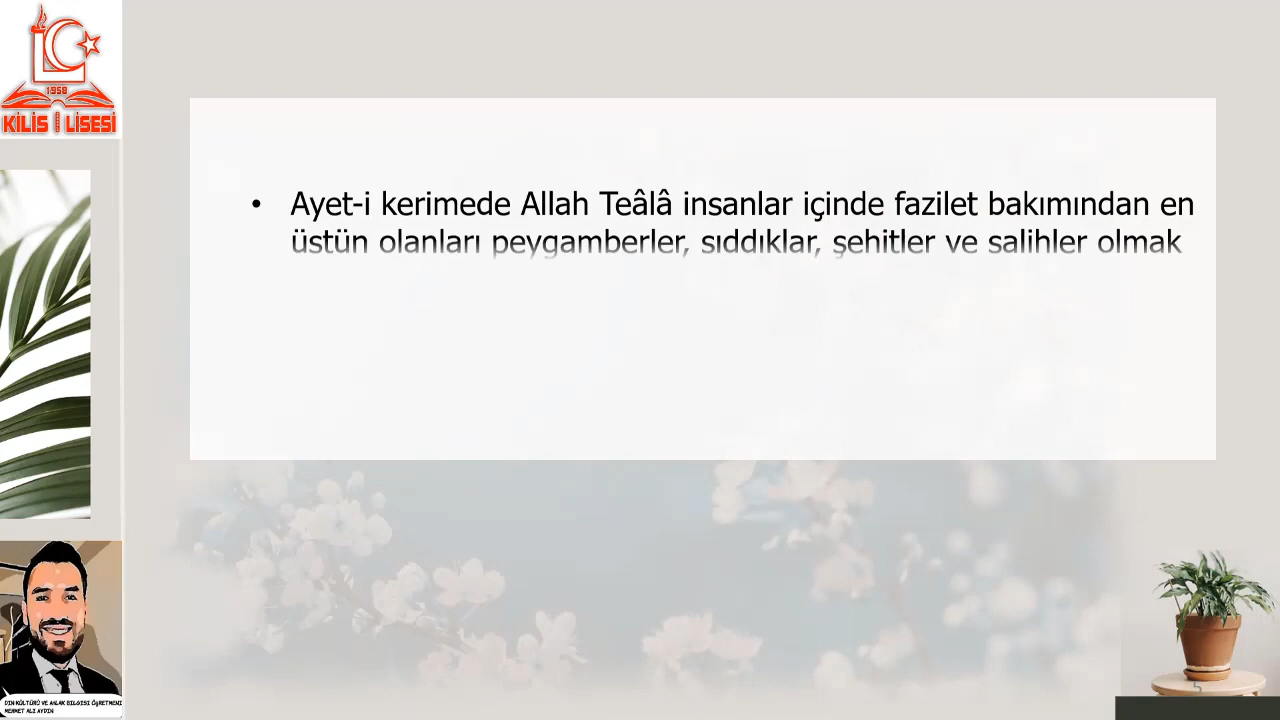 1958
KİLİS LİSESİ
• Ayet-i kerimede Allah Teâlâ insanlar içinde fazilet bakımından en
üstün olanları peygamberler, sıddıklar, şehitler ve salihler olmak
DİN KÜLTÜRÜ VE AHLAK BİLGİSİ ÖĞRETMENİ
MEHMET ALİ AYDIN
5